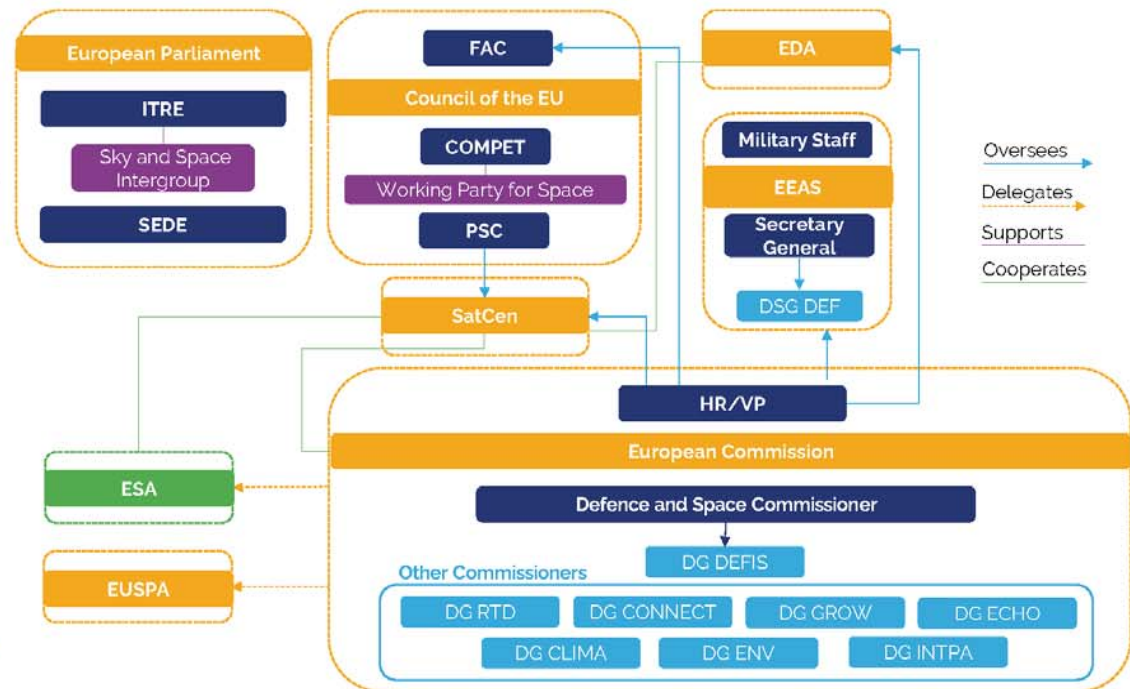 European Parliament
ITRE
Sky and Space
Intergroup
SEDE
FAC
Council of the EU
COMPET
Working Party for Space
PSC
SatCen
EDA
Military Staff
EEAS
Secretary
General
DSG DEF
Oversees
Delegates
Supports
Cooperates
HR/VP
European Commission
Defence and Space Commissioner
DG DEFIS
Other Commissioners
DG RTD
DG CONNECT
DG GROW
DG ECHO
DG CLIMA
DG ENV
DG INTPA
ESA
EUSPA